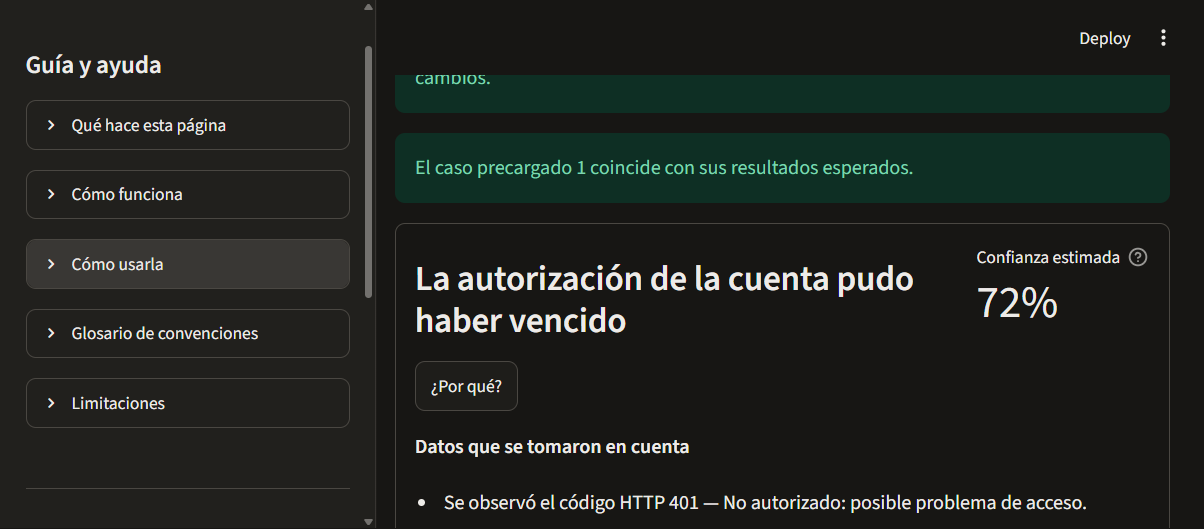 Guía y ayuda
Qué hace esta página
Cómo funciona
Cómo usarla
Glosario de convenciones
Limitaciones
Deploy
cambios.
El caso precargado 1 coincide con sus resultados esperados.
La autorización de la cuenta pudo
haber vencido
Confianza estimada
72%
¿Por qué?
Datos que se tomaron en cuenta
• Se observó el código HTTP 401 — No autorizado: posible problema de acceso.